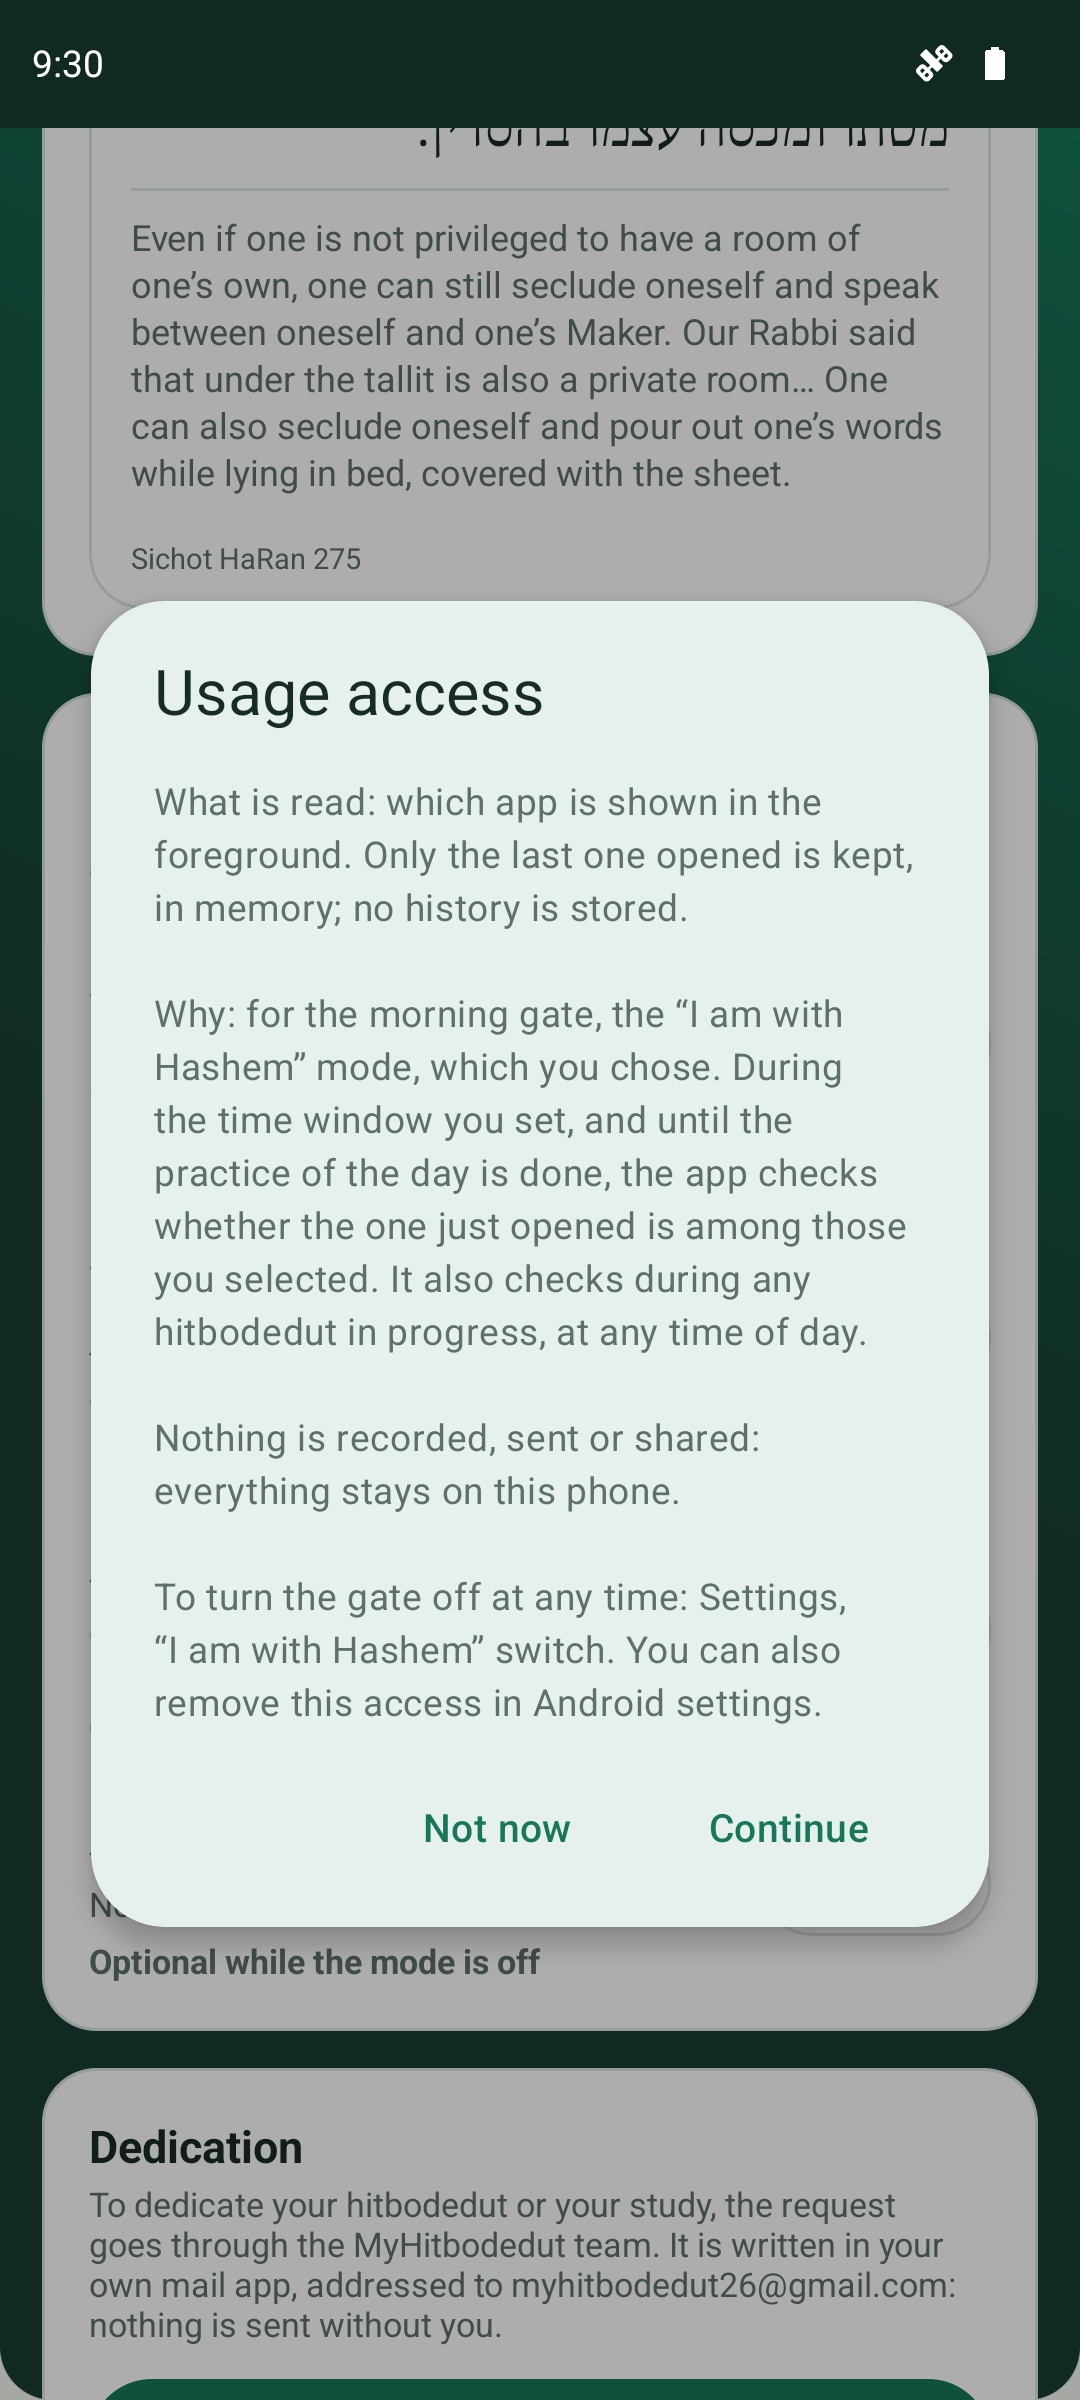 9:30
מסתתר ומכסה עצמו בהסדין.
Even if one is not privileged to have a room of
one’s own, one can still seclude oneself and speak
between oneself and one’s Maker. Our Rabbi said
that under the tallit is also a private room… One
can also seclude oneself and pour out one’s words
while lying in bed, covered with the sheet.
Sichot HaRan 275
Usage access
What is read: which app is shown in the
foreground. Only the last one opened is kept,
in memory; no history is stored.
Why: for the morning gate, the “I am with
Hashem” mode, which you chose. During
the time window you set, and until the
practice of the day is done, the app checks
whether the one just opened is among those
you selected. It also checks during any
hitbodedut in progress, at any time of day.
Nothing is recorded, sent or shared:
everything stays on this phone.
To turn the gate off at any time: Settings,
“I am with Hashem” switch. You can also
remove this access in Android settings.
Not now
Continue
Optional while the mode is off
Dedication
To dedicate your hitbodedut or your study, the request
goes through the MyHitbodedut team. It is written in your
own mail app, addressed to myhitbodedut26@gmail.com:
nothing is sent without you.